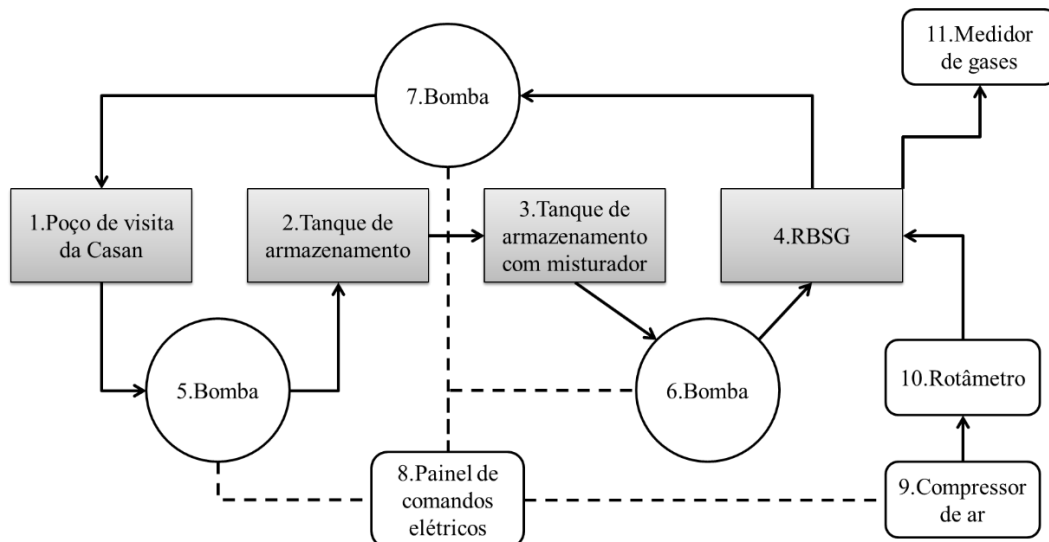 11.Medidor
de gases
7.Bomba
1.Poço de visita
da Casan
2.Tanque de
armazenamento
3.Tanque de
armazenamento
com misturador
4.RBSG
5.Bomba
6.Bomba
10.Rotâmetro
8.Painel de
comandos
elétricos
9.Compressor
de ar